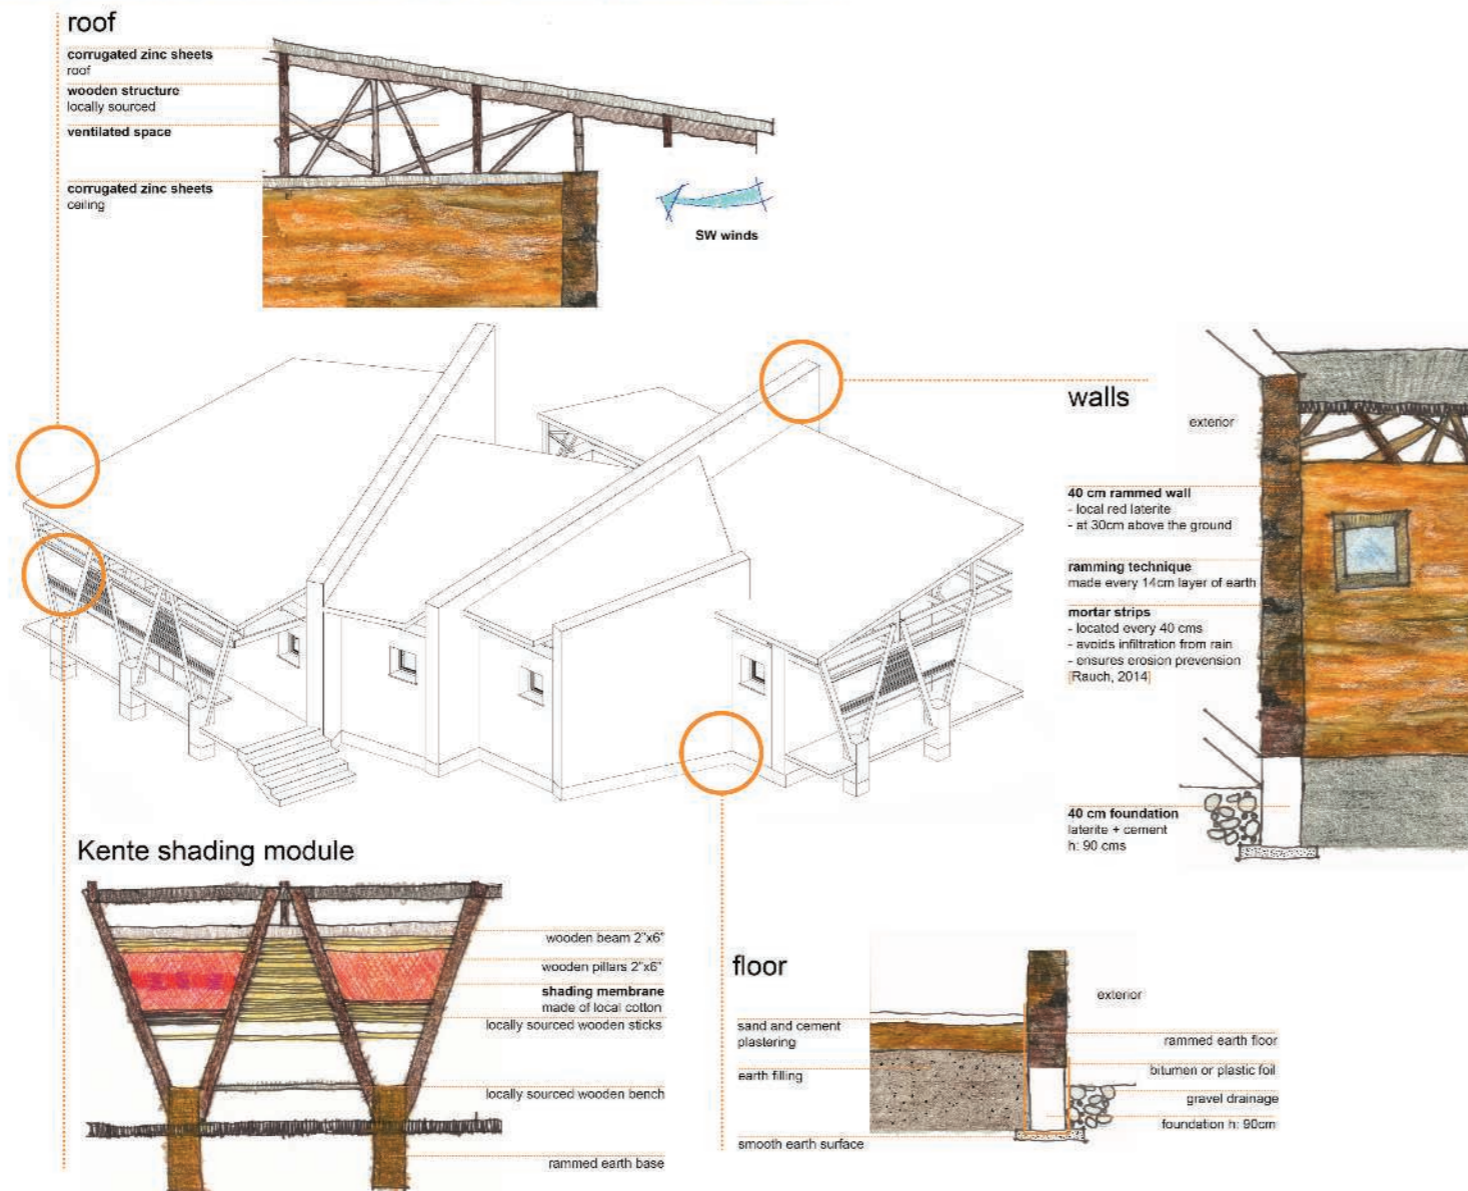 roof
corrugated zinc sheets
roof
wooden structure
locally sourced
ventilated space
corrugated zinc sheets
ceiling
SW winds
walls
exterior
40 cm rammed wall
- local red laterite
- at 30cm above the ground
ramming technique
made every 14cm layer of earth
mortar strips
- located every 40 cms
- avoids infiltration from rain
- ensures erosion prevension
[Rauch, 2014]
40 cm foundation
laterite + cement
h: 90 cms
Kente shading module
wooden beam 2"x6"
wooden pillars 2"x6"
shading membrane
made of local cotton
locally sourced wooden sticks
locally sourced wooden bench
rammed earth base
floor
exterior
sand and cement
plastering
earth filling
smooth earth surface
rammed earth floor
bitumen or plastic foil
gravel drainage
foundation h: 90cm